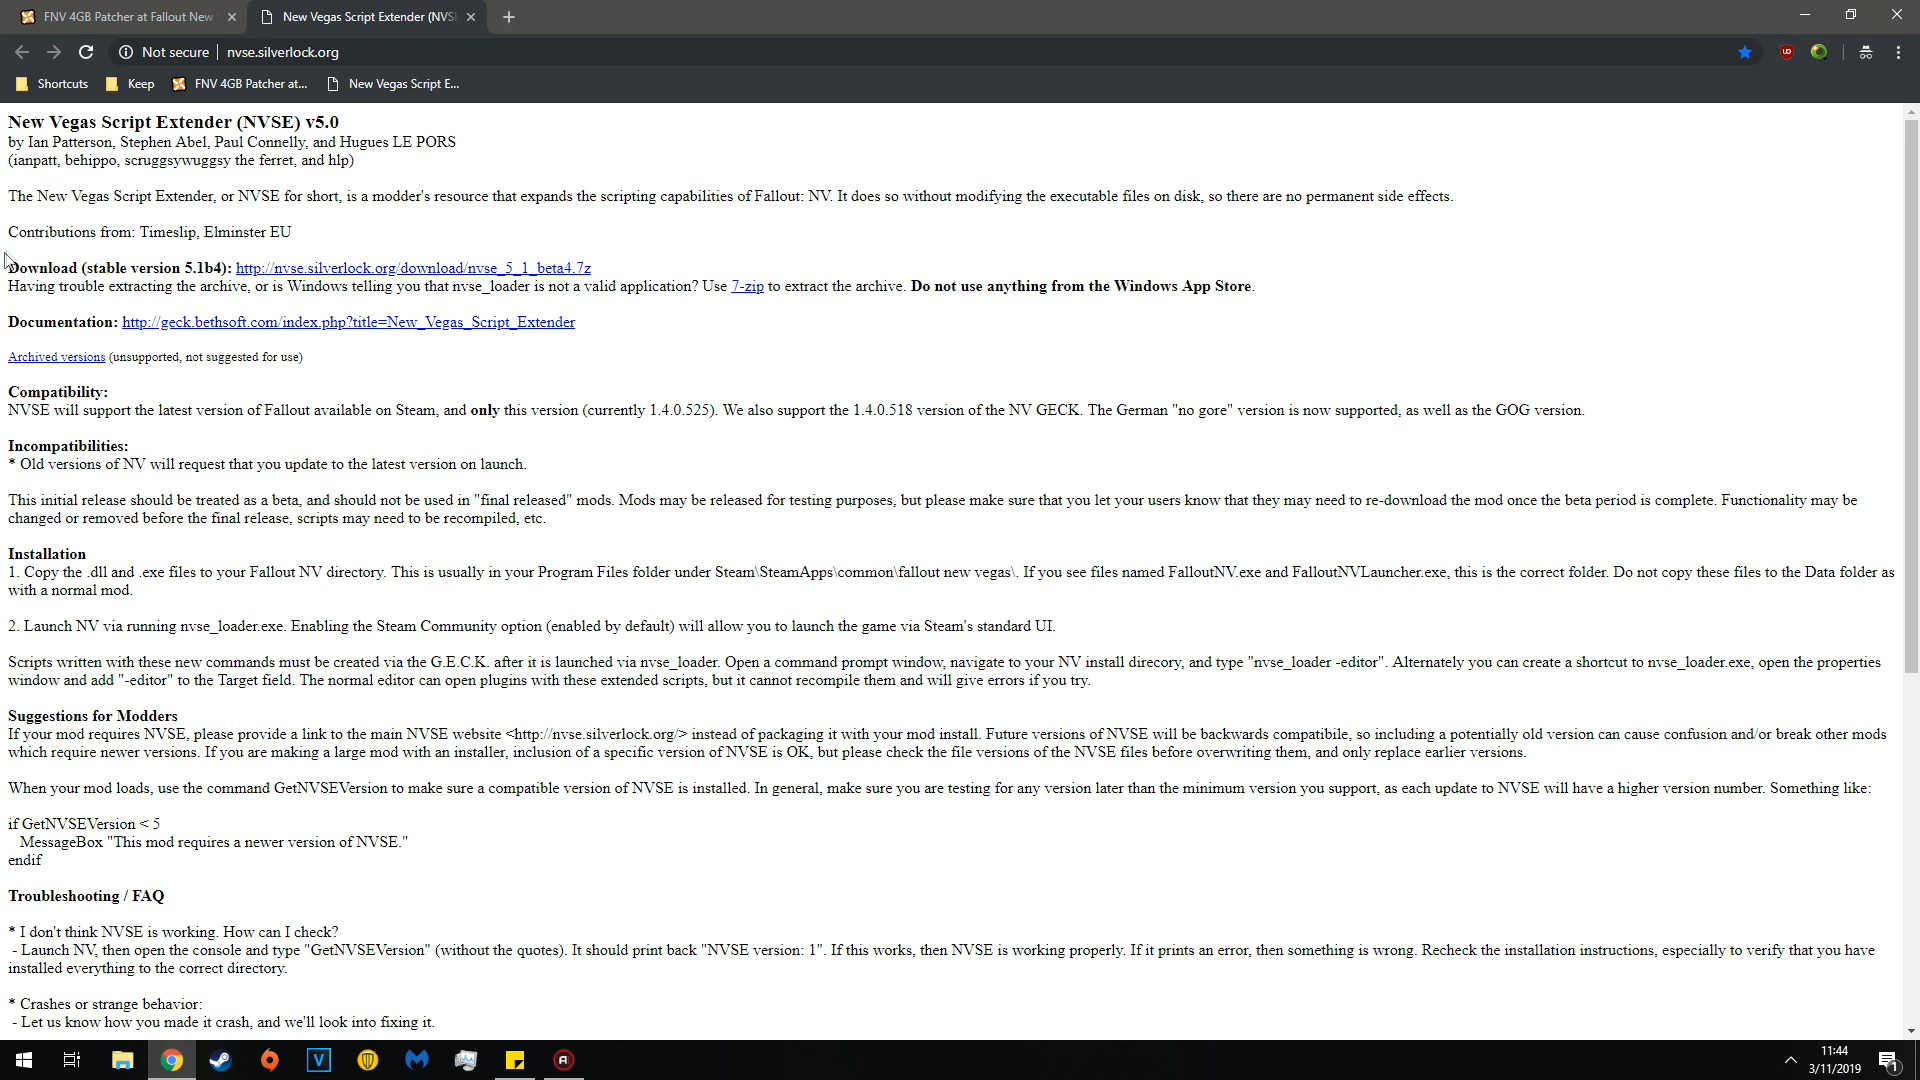 FNV 4GB Patcher at Fallout New
New Vegas Script Extender (NVSE
Not secure
nvse.silverlock.org
Shortcuts
Keep
FNV 4GB Patcher at...
New Vegas Script E...
New Vegas Script Extender (NVSE) v5.0
by Ian Patterson, Stephen Abel, Paul Connelly, and Hugues LE PORS
(ianpatt, behippo, scruggsywuggsy the ferret, and hlp)
The New Vegas Script Extender, or NVSE for short, is a modder's resource that expands the scripting capabilities of Fallout: NV. It does so without modifying the executable files on disk, so there are no permanent side effects.
Contributions from: Timeslip, Elminster EU
Download (stable version 5.1b4): http://nvse.silverlock.org/download/nvse_5_1_beta4.7z
Having trouble extracting the archive, or is Windows telling you that nvse_loader is not a valid application? Use 7-zip to extract the archive. Do not use anything from the Windows App Store.
Documentation: http://geck.bethsoft.com/index.php?title=New_Vegas_Script_Extender
Archived versions (unsupported, not suggested for use)
Compatibility:
NVSE will support the latest version of Fallout available on Steam, and only this version (currently 1.4.0.525). We also support the 1.4.0.518 version of the NV GECK. The German "no gore" version is now supported, as well as the GOG version.
Incompatibilities:
* Old versions of NV will request that you update to the latest version on launch.
This initial release should be treated as a beta, and should not be used in "final released" mods. Mods may be released for testing purposes, but please make sure that you let your users know that they may need to re-download the mod once the beta period is complete. Functionality may be
changed or removed before the final release, scripts may need to be recompiled, etc.
Installation
1. Copy the .dll and .exe files to your Fallout NV directory. This is usually in your Program Files folder under Steam\SteamApps\common\fallout new vegas\. If you see files named FalloutNV.exe and FalloutNVLauncher.exe, this is the correct folder. Do not copy these files to the Data folder as
with a normal mod.
2. Launch NV via running nvse_loader.exe. Enabling the Steam Community option (enabled by default) will allow you to launch the game via Steam's standard UI.
Scripts written with these new commands must be created via the G.E.C.K. after it is launched via nvse_loader. Open a command prompt window, navigate to your NV install direcory, and type "nvse_loader -editor". Alternately you can create a shortcut to nvse_loader.exe, open the properties
window and add "-editor" to the Target field. The normal editor can open plugins with these extended scripts, but it cannot recompile them and will give errors if you try.
Suggestions for Modders
If your mod requires NVSE, please provide a link to the main NVSE website <http://nvse.silverlock.org/> instead of packaging it with your mod install. Future versions of NVSE will be backwards compatibile, so including a potentially old version can cause confusion and/or break other mods
which require newer versions. If you are making a large mod with an installer, inclusion of a specific version of NVSE is OK, but please check the file versions of the NVSE files before overwriting them, and only replace earlier versions.
When your mod loads, use the command GetNVSEVersion to make sure a compatible version of NVSE is installed. In general, make sure you are testing for any version later than the minimum version you support, as each update to NVSE will have a higher version number. Something like:
if GetNVSEVersion < 5
MessageBox "This mod requires a newer version of NVSE."
endif
Troubleshooting / FAQ
* I don't think NVSE is working. How can I check?
- Launch NV, then open the console and type "GetNVSEVersion" (without the quotes). It should print back "NVSE version: 1". If this works, then NVSE is working properly. If it prints an error, then something is wrong. Recheck the installation instructions, especially to verify that you have
installed everything to the correct directory.
* Crashes or strange behavior:
- Let us know how you made it crash, and we'll look into fixing it.
11:44
3/11/2019
1